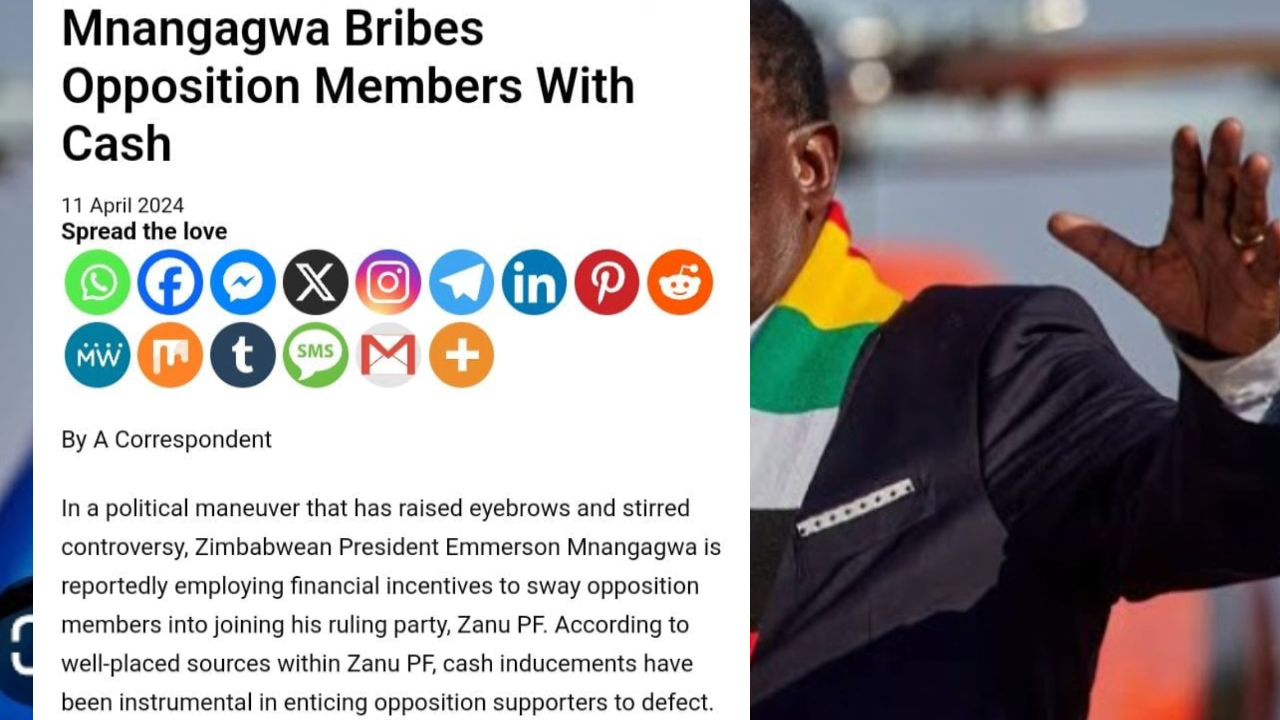 Mnangagwa Bribes
Opposition Members With
Cash
11 April 2024
Spread the love
X
in
MW
t
SMS
By A Correspondent
In a political maneuver that has raised eyebrows and stirred
controversy, Zimbabwean President Emmerson Mnangagwa is
reportedly employing financial incentives to sway opposition
members into joining his ruling party, Zanu PF. According to
well-placed sources within Zanu PF, cash inducements have
been instrumental in enticing opposition supporters to defect.